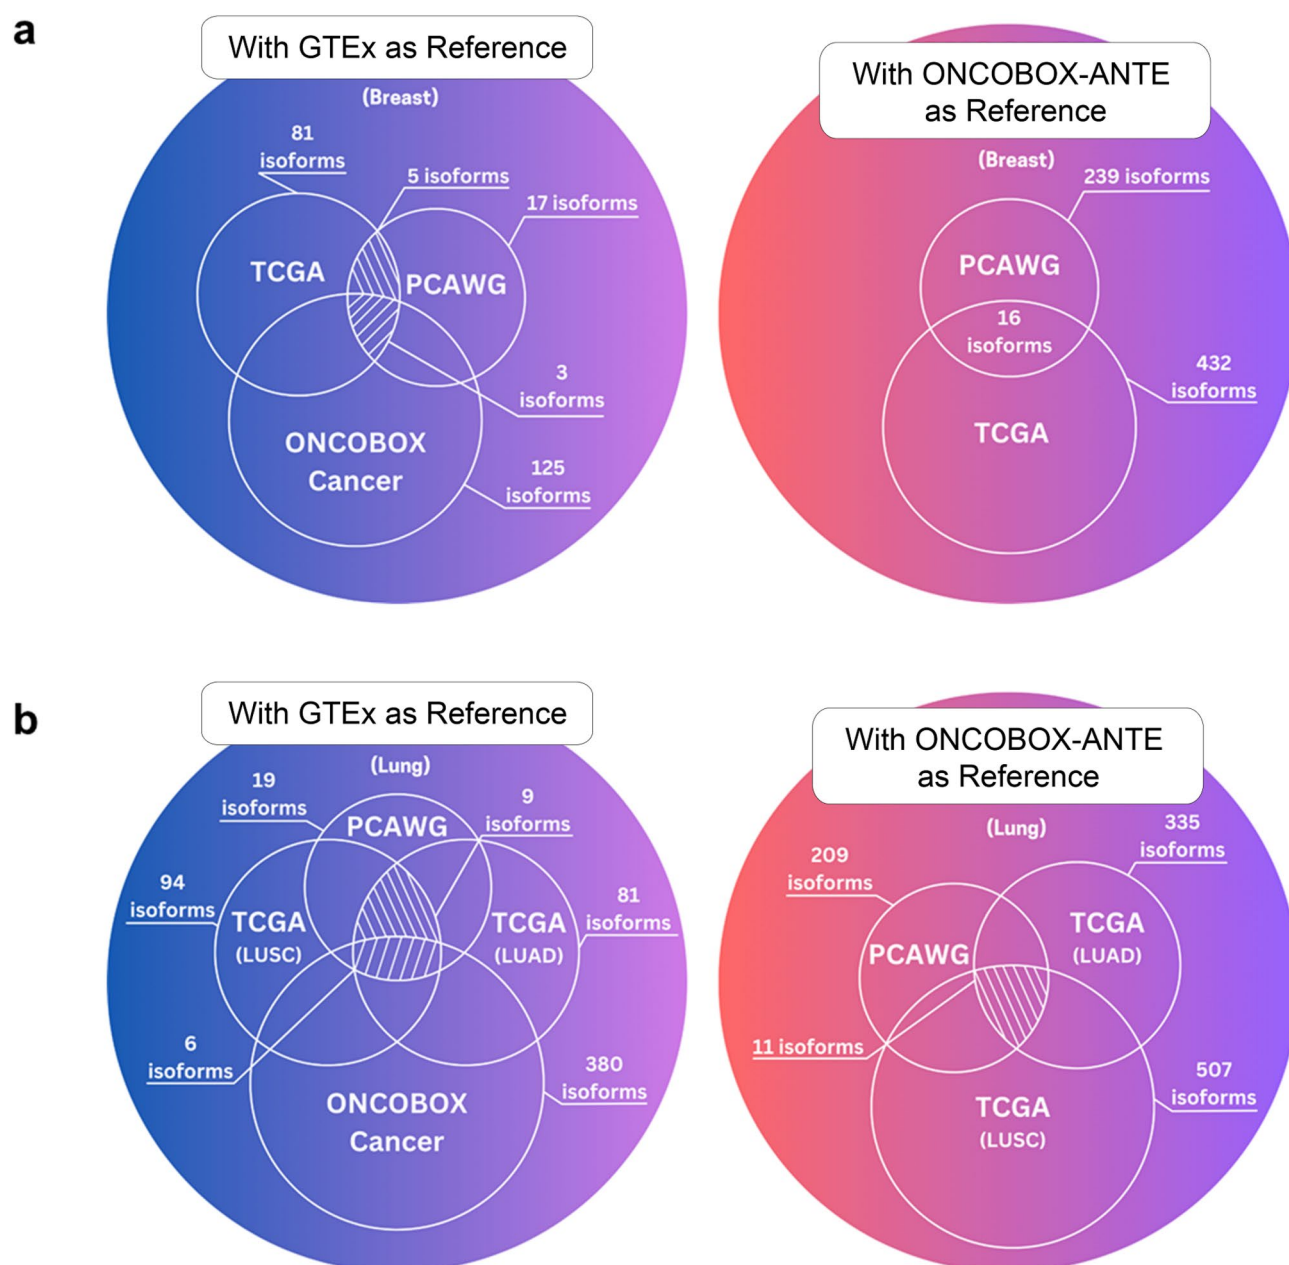 a
With GTEx as Reference
(Breast)
81
isoforms
5 isoforms
17 isoforms
TCGA
PCAWG
3
isoforms
ONCOBOX
Cancer
125
isoforms
With ONCOBOX-ANTE
as Reference
(Breast)
239 isoforms
PCAWG
16
isoforms
432
isoforms
TCGA
b
With GTEx as Reference
(Lung)
19
isoforms
9
isoforms
PCAWG
94
isoforms
TCGA
(LUSC)
TCGA
(LUAD)
81
isoforms
6
isoforms
380
isoforms
ONCOBOX
Cancer
With ONCOBOX-ANTE
as Reference
(Lung)
335
isoforms
209
isoforms
TCGA
(LUAD)
PCAWG
11 isoforms
507
isoforms
TCGA
(LUSC)